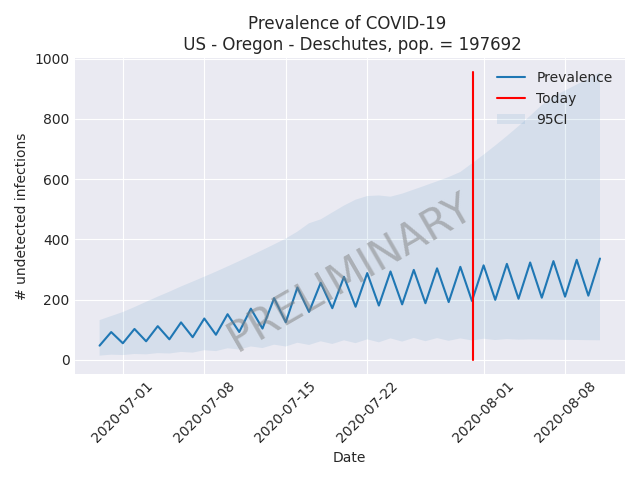 Prevalence of COVID-19
US - Oregon - Deschutes, pop. = 197692
# undetected infections
1000
800
600
400
200
0
Prevalence
Today
95CI
PRELIMINARY
2020-07-01
2020-07-08
2020-07-15
2020-07-22
2020-08-01
2020-08-08
Date